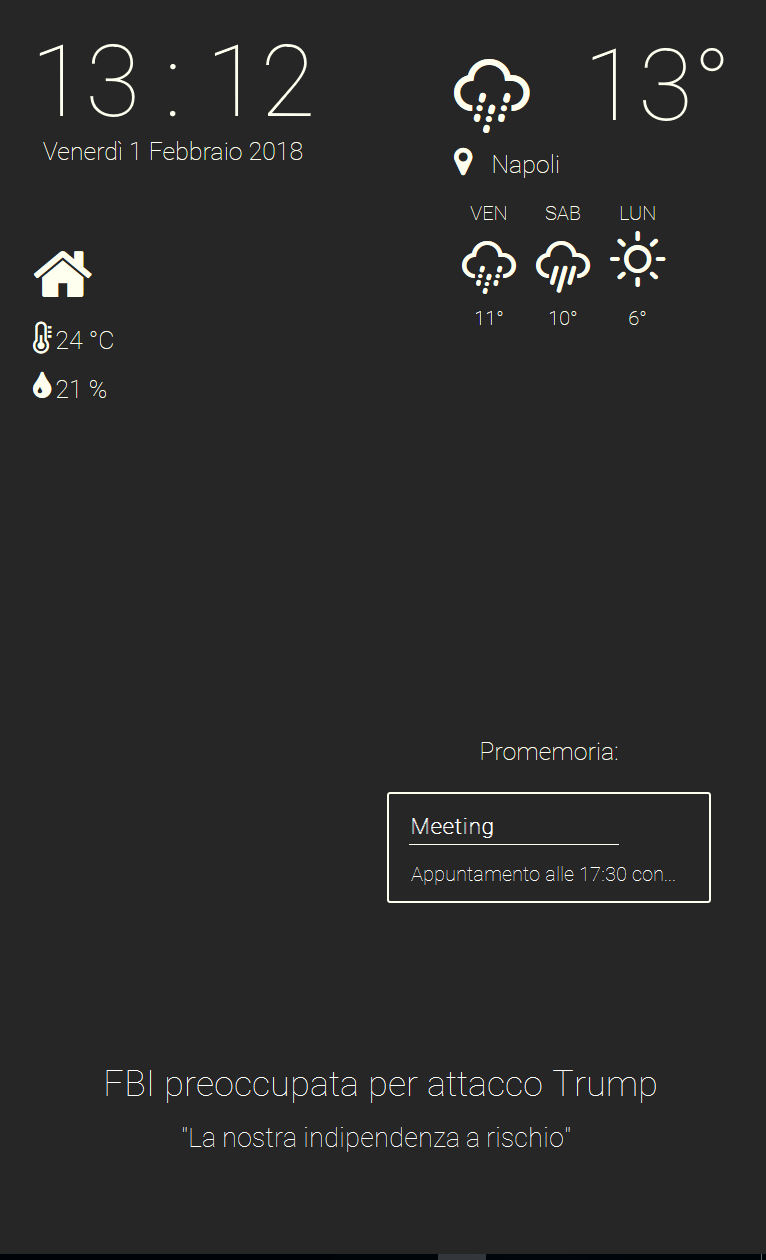 13 : 12
Venerdì 1 Febbraio 2018
13°
Napoli
VEN SAB LUN
11° 10° 6°
24 °C
21 %
Promemoria:
Meeting
Appuntamento alle 17:30 con...
FBI preoccupata per attacco Trump
"La nostra indipendenza a rischio"